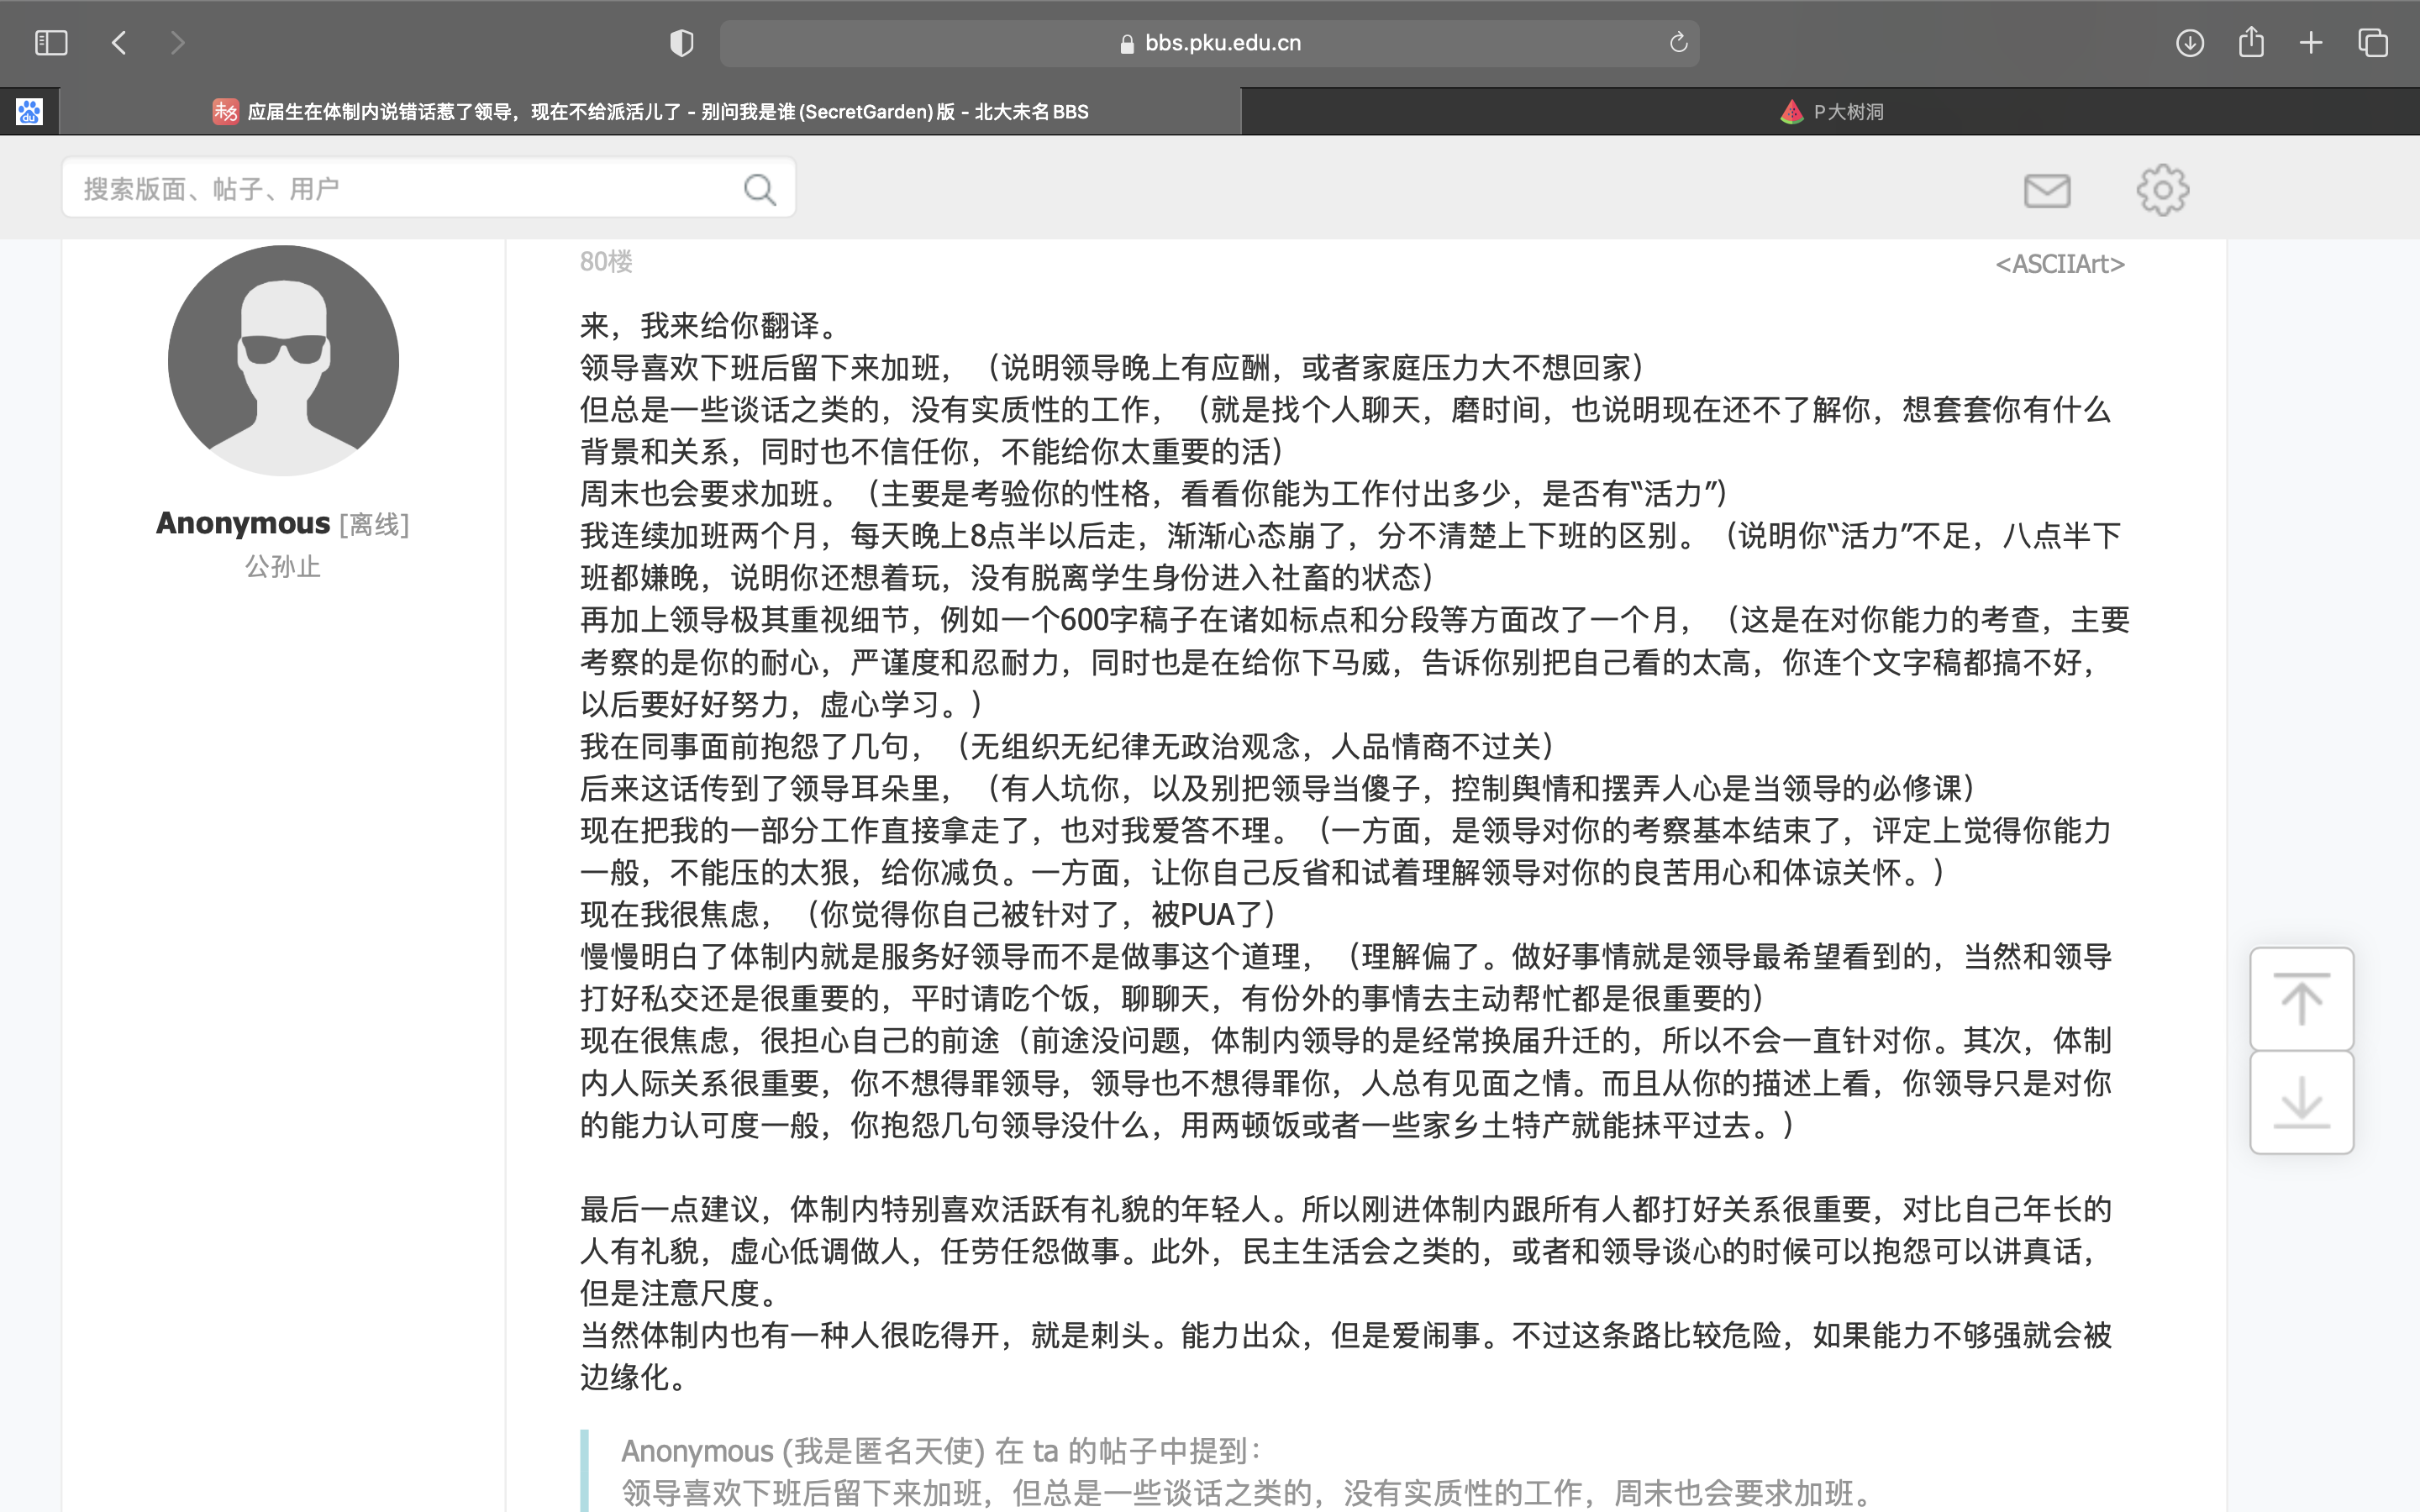 bbs.pku.edu.cn
应届生在体制内说错话惹了领导，现在不给派活儿了 - 别问我是谁(SecretGarden)版 - 北大未名BBS
P大树洞
搜索版面、帖子、用户
80楼
<ASCIIArt>
Anonymous [离线]
公孙止
来，我来给你翻译。
领导喜欢下班后留下来加班，（说明领导晚上有应酬，或者家庭压力大不想回家）
但总是一些谈话之类的，没有实质性的工作，（就是找个人聊天，磨时间，也说明现在还不了解你，想套套你有什么
背景和关系，同时也不信任你，不能给你太重要的活）
周末也会要求加班。（主要是考验你的性格，看看你能为工作付出多少，是否有“活力”）
我连续加班两个月，每天晚上8点半以后走，渐渐心态崩了，分不清楚上下班的区别。（说明你“活力”不足，八点半下
班都嫌晚，说明你还想着玩，没有脱离学生身份进入社畜的状态）
再加上领导极其重视细节，例如一个600字稿子在诸如标点和分段等方面改了一个月，（这是在对你能力的考查，主要
考察的是你的耐心，严谨度和忍耐力，同时也是在给你下马威，告诉你别把自己看的太高，你连个文字稿都搞不好，
以后要好好努力，虚心学习。）
我在同事面前抱怨了几句，（无组织无纪律无政治观念，人品情商不过关）
后来这话传到了领导耳朵里，（有人坑你，以及别把领导当傻子，控制舆情和摆弄人心是当领导的必修课）
现在把我的一部分工作直接拿走了，也对我爱答不理。（一方面，是领导对你的考察基本结束了，评定上觉得你能力
一般，不能压的太狠，给你减负。一方面，让你自己反省和试着理解领导对你的良苦用心和体谅关怀。）
现在我很焦虑，（你觉得你自己被针对了，被PUA了）
慢慢明白了体制内就是服务好领导而不是做事这个道理，（理解偏了。做好事情就是领导最希望看到的，当然和领导
打好私交还是很重要的，平时请吃个饭，聊聊天，有份外的事情去主动帮忙都是很重要的）
现在很焦虑，很担心自己的前途（前途没问题，体制内领导的是经常换届升迁的，所以不会一直针对你。其次，体制
内人际关系很重要，你不想得罪领导，领导也不想得罪你，人总有见面之情。而且从你的描述上看，你领导只是对你
的能力认可度一般，你抱怨几句领导没什么，用两顿饭或者一些家乡土特产就能抹平过去。）
最后一点建议，体制内特别喜欢活跃有礼貌的年轻人。所以刚进体制内跟所有人都打好关系很重要，对比自己年长的
人有礼貌，虚心低调做人，任劳任怨做事。此外，民主生活会之类的，或者和领导谈心的时候可以抱怨可以讲真话，
但是注意尺度。
当然体制内也有一种人很吃得开，就是刺头。能力出众，但是爱闹事。不过这条路比较危险，如果能力不够强就会被
边缘化。
Anonymous (我是匿名天使) 在 ta 的帖子中提到：
领导喜欢下班后留下来加班，但总是一些谈话之类的，没有实质性的工作，周末也会要求加班。